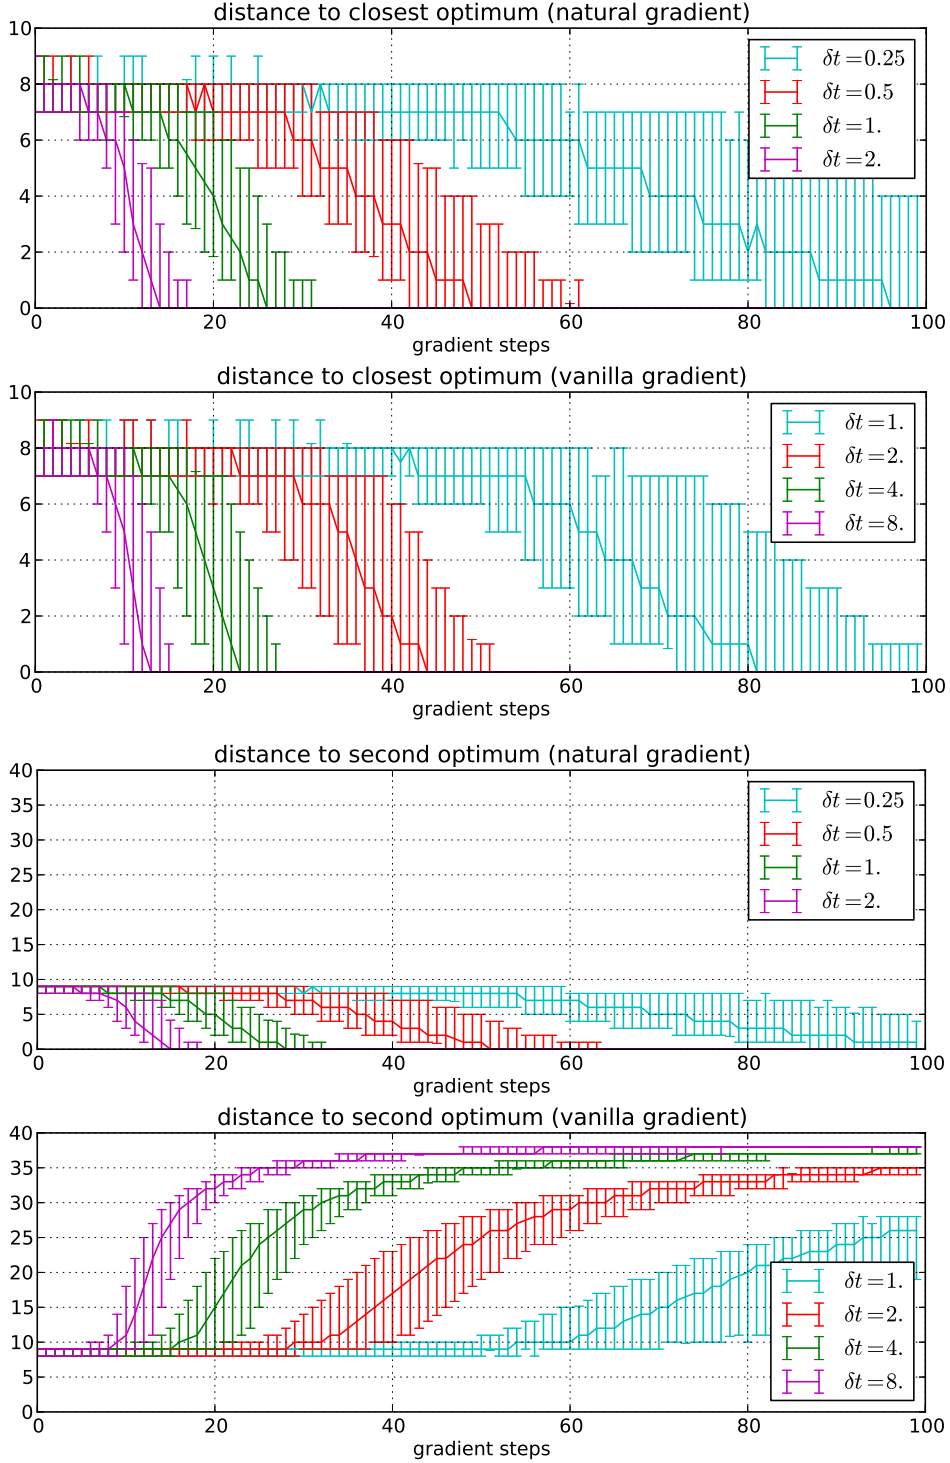 distance to closest optimum (natural gradient)
10
8
6
4
2
0
0 20 40 60 80 100
gradient steps
δt=0.25
δt=0.5
δt=1.
δt=2.
distance to closest optimum (vanilla gradient)
10
8
6
4
2
0
0 20 40 60 80 100
gradient steps
δt=1.
δt=2.
δt=4.
δt=8.
distance to second optimum (natural gradient)
40
35
30
25
20
15
10
5
0
0 20 40 60 80 100
gradient steps
δt=0.25
δt=0.5
δt=1.
δt=2.
distance to second optimum (vanilla gradient)
40
35
30
25
20
15
10
5
0
0 20 40 60 80 100
gradient steps
δt=1.
δt=2.
δt=4.
δt=8.